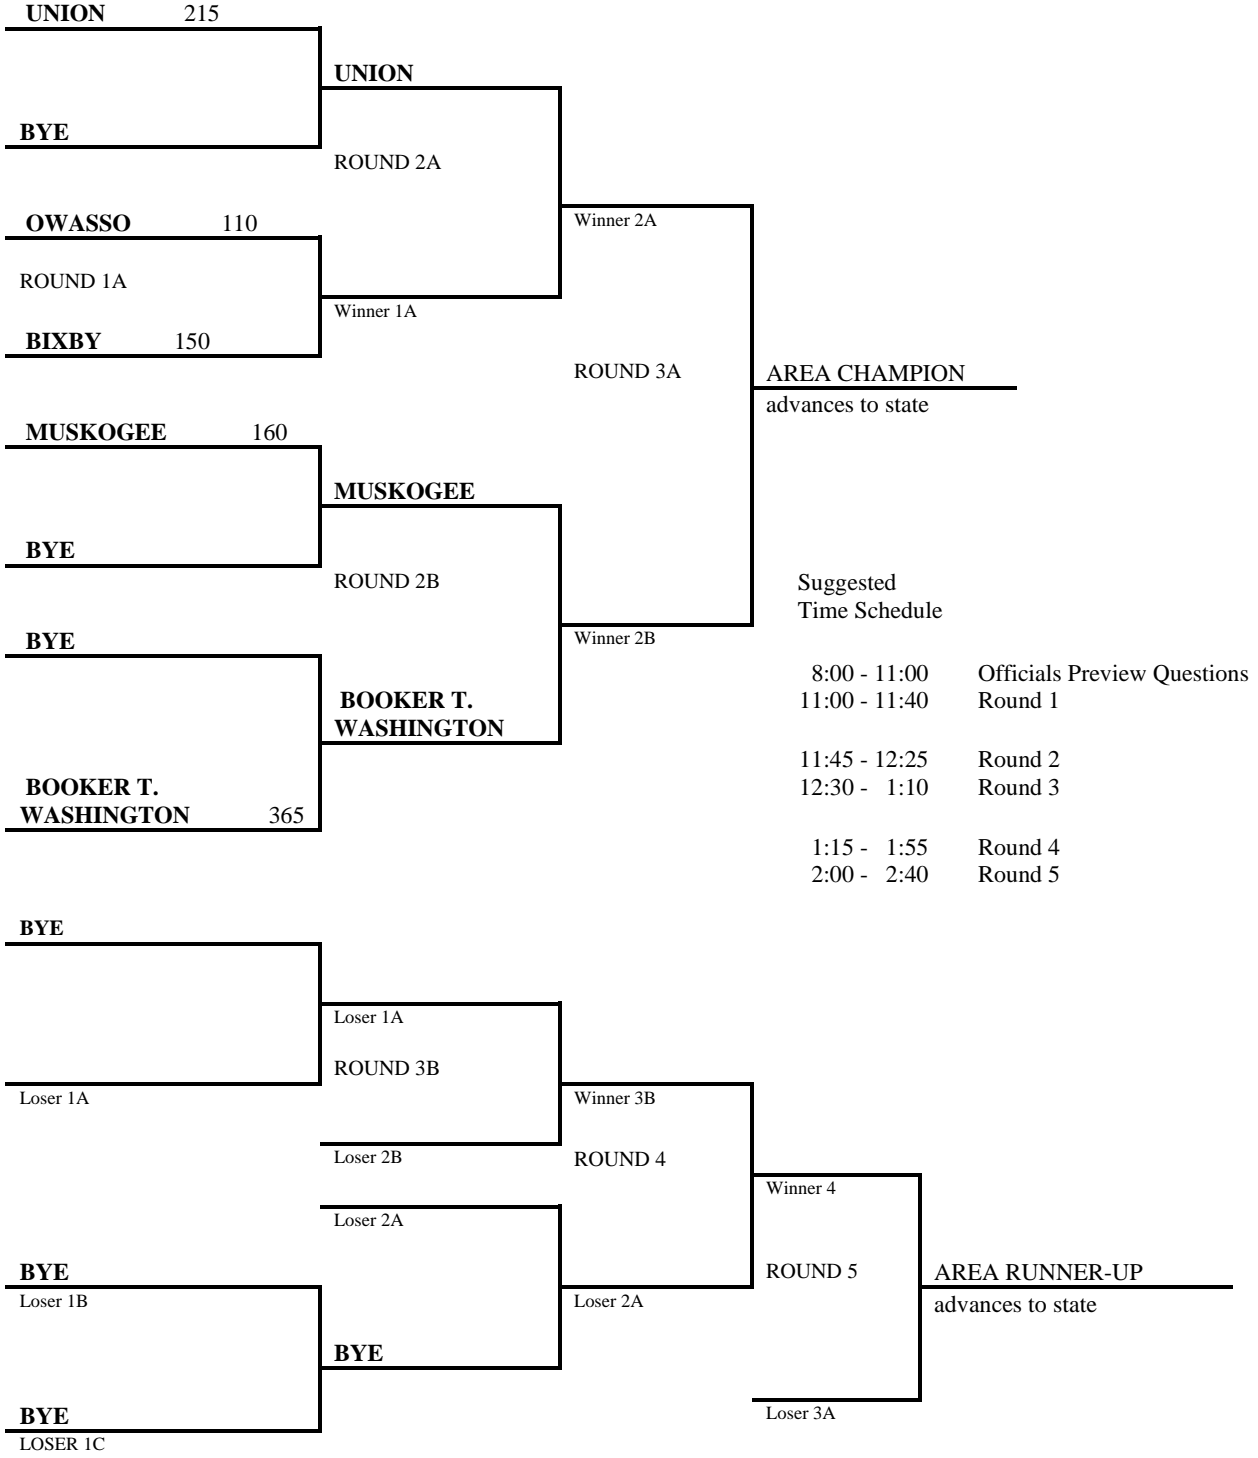 UNION 215
UNION
BYE
ROUND 2A
OWASSO 110
Winner 2A
ROUND 1A
Winner 1A
BIXBY 150
ROUND 3A
AREA CHAMPION
advances to state
MUSKOGEE 160
MUSKOGEE
BYE
ROUND 2B
Suggested
Time Schedule
BYE
Winner 2B
8:00 - 11:00 Officials Preview Questions
11:00 - 11:40 Round 1
BOOKER T.
WASHINGTON
11:45 - 12:25 Round 2
12:30 - 1:10 Round 3
BOOKER T.
WASHINGTON 365
1:15 - 1:55 Round 4
2:00 - 2:40 Round 5
BYE
Loser 1A
ROUND 3B
Loser 1A
Winner 3B
Loser 2B
ROUND 4
Winner 4
Loser 2A
BYE
Loser 1B
Loser 2A
ROUND 5
AREA RUNNER-UP
advances to state
BYE
BYE
LOSER 1C
Loser 3A